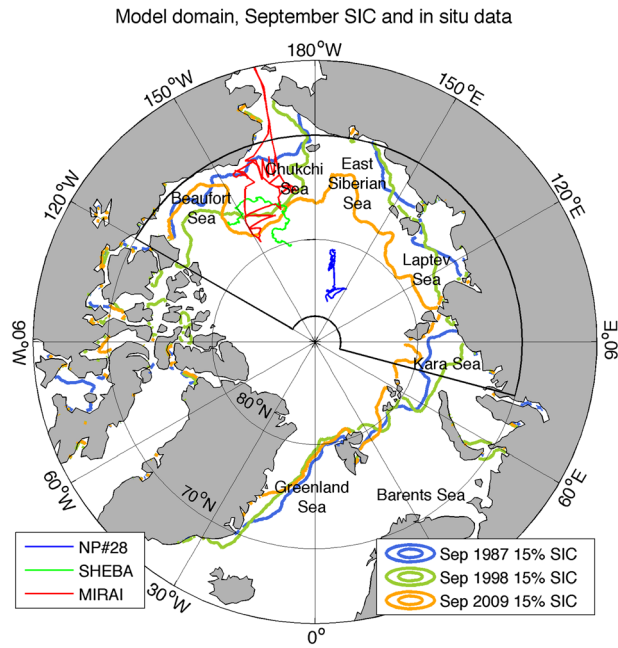 Model domain, September SIC and in situ data
180°W
150°W
150°E
120°W
120°E
90°W
90°E
60°W
60°E
30°W
0°
80°N
70°N
Chukchi
Sea
East
Siberian
Sea
Beaufort
Sea
Laptev
Sea
Kara Sea
Greenland
Sea
Barents Sea
NP#28
SHEBA
MIRAI
Sep 1987 15% SIC
Sep 1998 15% SIC
Sep 2009 15% SIC